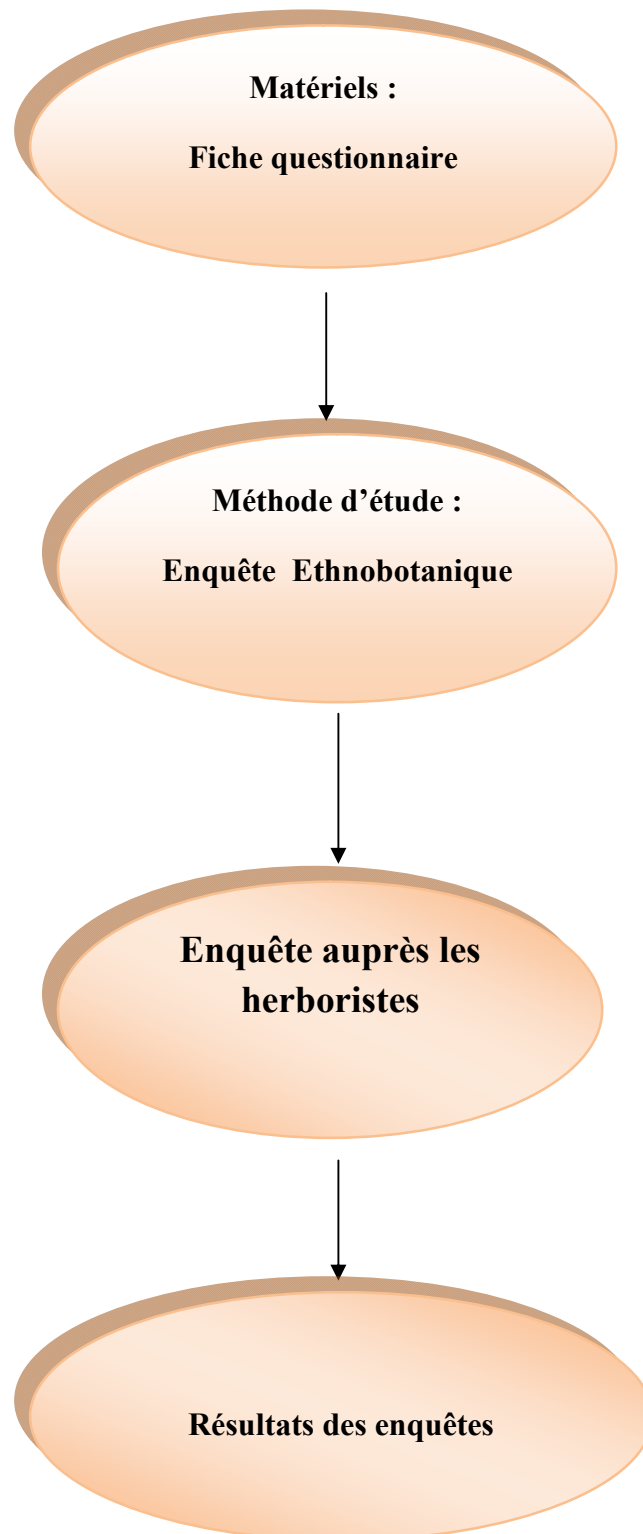 Matériels :
Fiche questionnaire
Méthode d’étude :
Enquête Ethnobotanique
Enquête auprès les
herboristes
Résultats des enquêtes